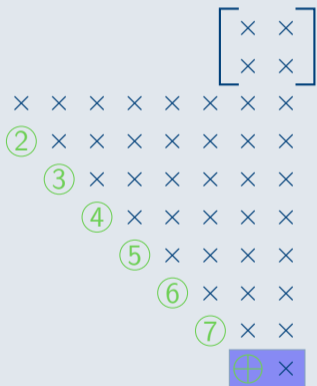 × ×
× ×
× × × × × × × ×
② × × × × × × ×
③ × × × × × ×
④ × × × × ×
⑤ × × × ×
⑥ × × ×
⑦ × ×
⊕ ×